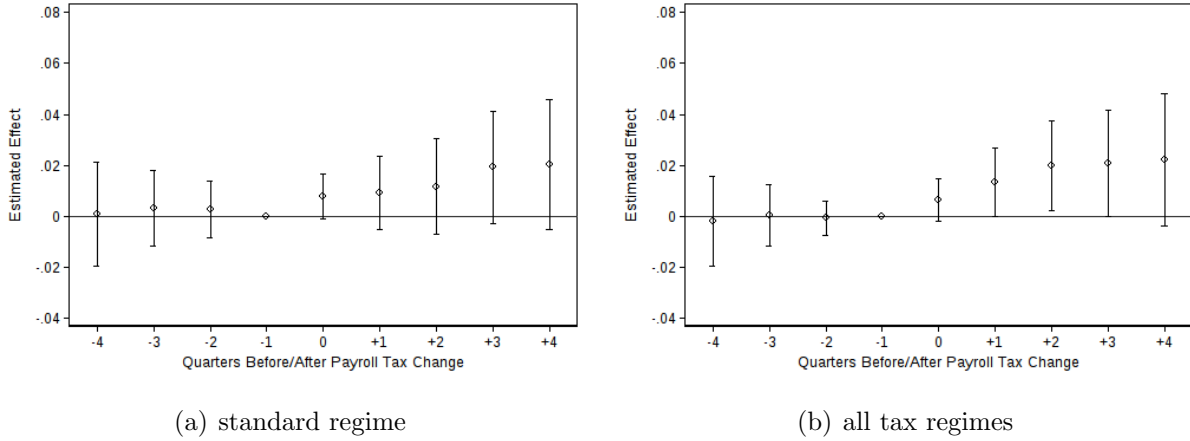 .08
.06
.04
.02
0
-.02
-.04
Estimated Effect
-4 -3 -2 -1 0 +1 +2 +3 +4
Quarters Before/After Payroll Tax Change
(a) standard regime
.08
.06
.04
.02
0
-.02
-.04
Estimated Effect
-4 -3 -2 -1 0 +1 +2 +3 +4
Quarters Before/After Payroll Tax Change
(b) all tax regimes